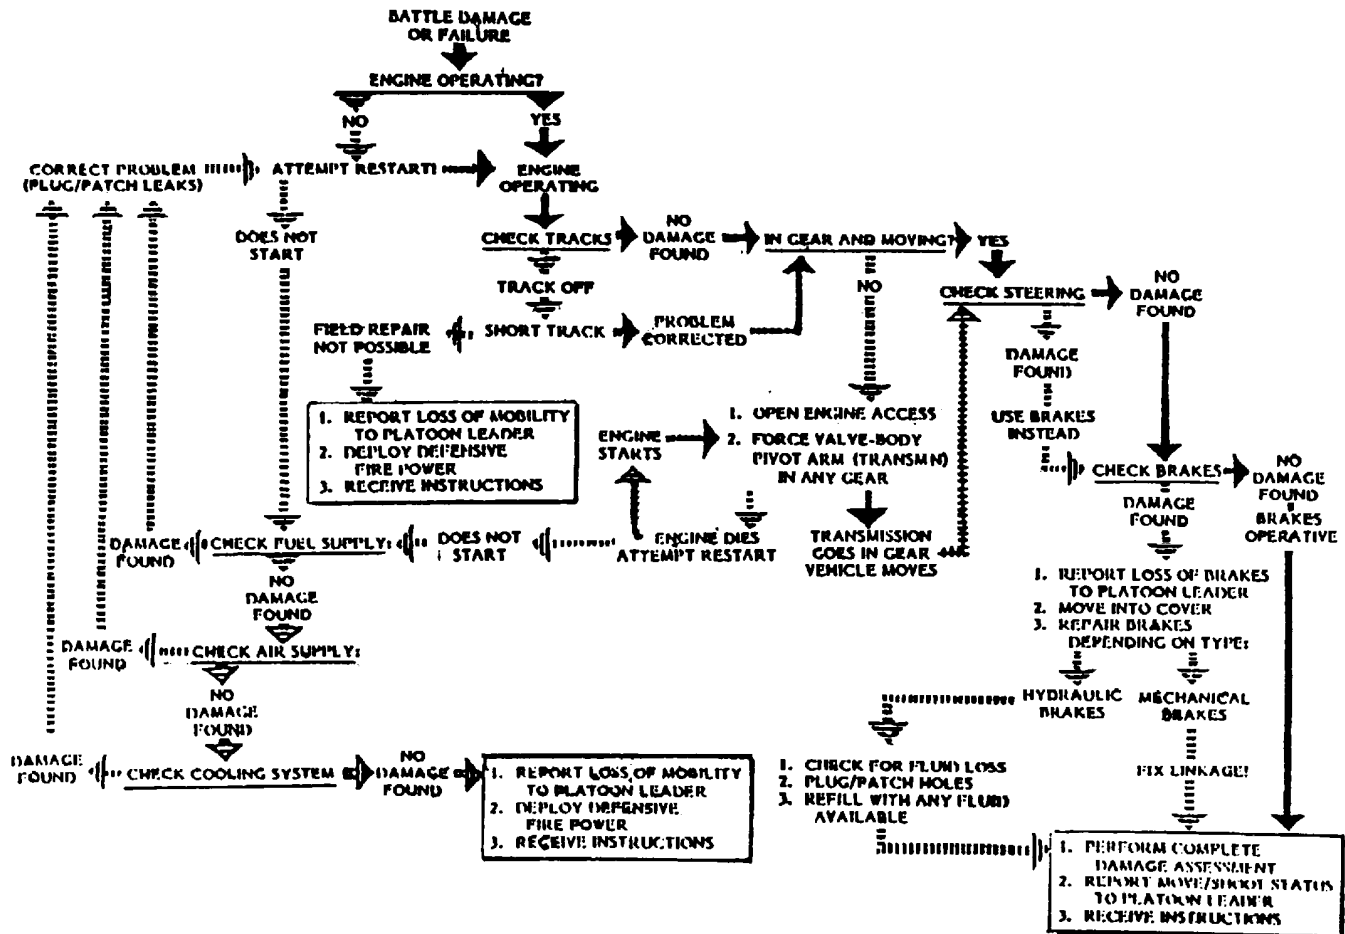 BATTLE DAMAGE
OR FAILURE
ENGINE OPERATING?
NO
YES
CORRECT PROBLEM
(PLUG/PATCH LEAKS)
ATTEMPT RESTART!
ENGINE
OPERATING
DOES NOT
START
CHECK TRACKS
NO
DAMAGE
FOUND
IN GEAR AND MOVING?
YES
TRACK OFF
NO
CHECK STEERING
NO
DAMAGE
FOUND
FIELD REPAIR
NOT POSSIBLE
SHORT TRACK
PROBLEM
CORRECTED
DAMAGE
FOUND
1. REPORT LOSS OF MOBILITY
TO PLATOON LEADER
2. DEPLOY DEFENSIVE
FIRE POWER
3. RECEIVE INSTRUCTIONS
ENGINE
STARTS
1. OPEN ENGINE ACCESS
2. FORCE VALVE-BODY
PIVOT ARM (TRANSMN)
IN ANY GEAR
USE BRAKES
INSTEAD
CHECK BRAKES
NO
DAMAGE
FOUND
BRAKES
OPERATIVE
DAMAGE
FOUND
DAMAGE
FOUND
CHECK FUEL SUPPLY:
DOES NOT
START
ENGINE DIES
ATTEMPT RESTART
TRANSMISSION
GOES IN GEAR
VEHICLE MOVES
NO
DAMAGE
FOUND
1. REPORT LOSS OF BRAKES
TO PLATOON LEADER
2. MOVE INTO COVER
3. REPAIR BRAKES
DEPENDING ON TYPE:
DAMAGE
FOUND
CHECK AIR SUPPLY:
NO
DAMAGE
FOUND
HYDRAULIC
BRAKES
MECHANICAL
BRAKES
DAMAGE
FOUND
CHECK COOLING SYSTEM
NO
DAMAGE
FOUND
1. REPORT LOSS OF MOBILITY
TO PLATOON LEADER
2. DEPLOY DEFENSIVE
FIRE POWER
3. RECEIVE INSTRUCTIONS
1. CHECK FOR FLUID LOSS
2. PLUG/PATCH HOLES
3. REFILL WITH ANY FLUID
AVAILABLE
FIX LINKAGE!
1. PERFORM COMPLETE
DAMAGE ASSESSMENT
2. REPORT MOVE/SHOOT STATUS
TO PLATOON LEADER
3. RECEIVE INSTRUCTIONS